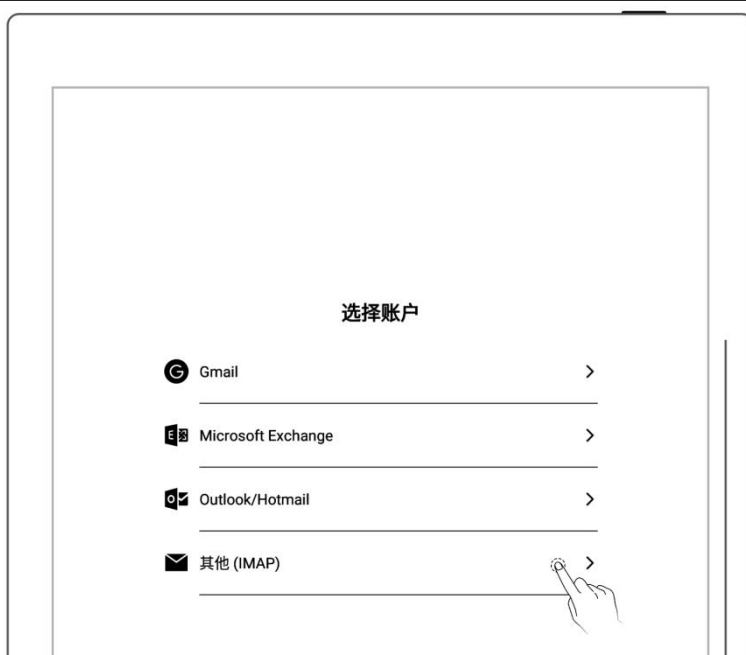 选择账户
Gmail
Microsoft Exchange
Outlook/Hotmail
其他 (IMAP)